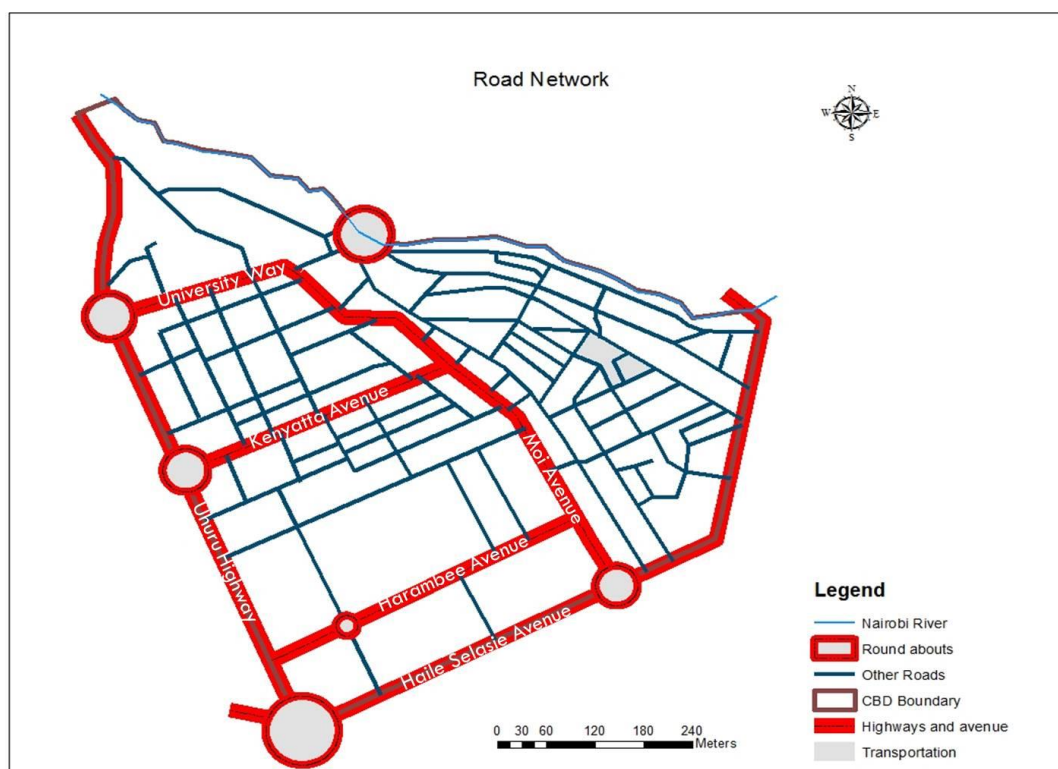 Road Network
N
W E
S
University Way
Kenyatta Avenue
Moi Avenue
Uhuru Highway
Harambee Avenue
Haile Selasie Avenue
Legend
Nairobi River
Round abouts
Other Roads
CBD Boundary
Highways and avenue
Transportation
0 30 60 120 180 240
Meters